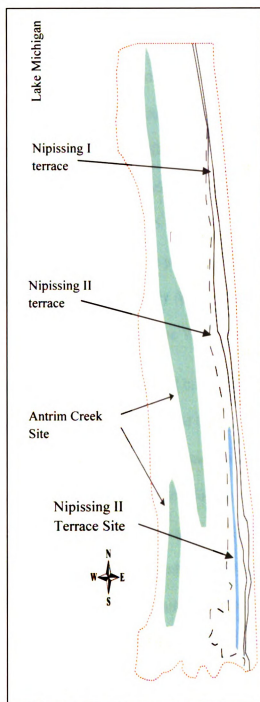 Lake Michigan
Nipissing I
terrace
Nipissing II
terrace
Antrim Creek
Site
Nipissing II
Terrace Site
N
W E
S